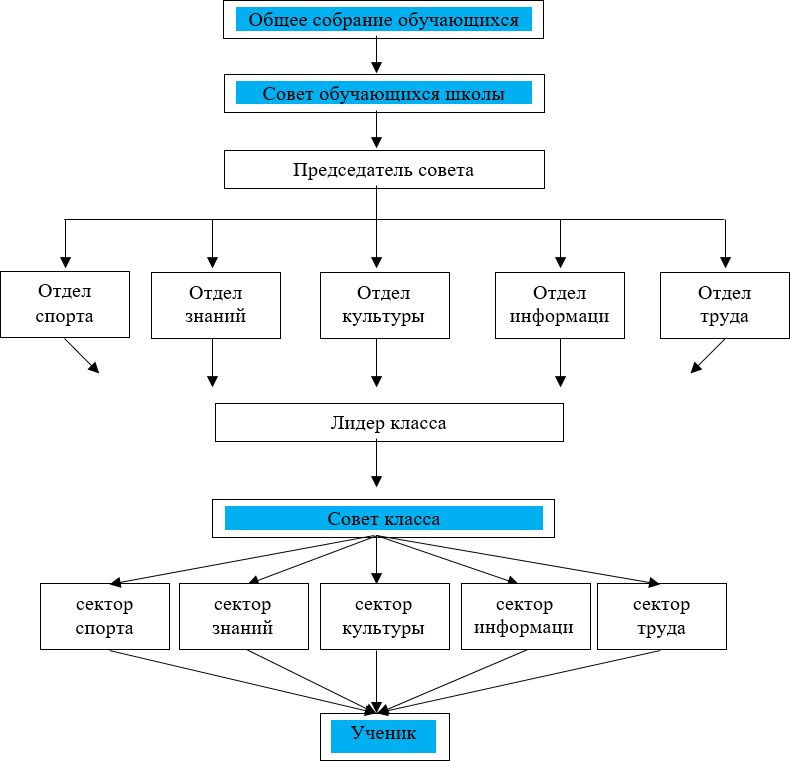 Общее собрание обучающихся
Совет обучающихся школы
Председатель совета
Отдел
спорта
Отдел
знаний
Отдел
культуры
Отдел
информаци
Отдел
труда
Лидер класса
Совет класса
сектор
спорта
сектор
знаний
сектор
культуры
сектор
информаци
сектор
труда
Ученик